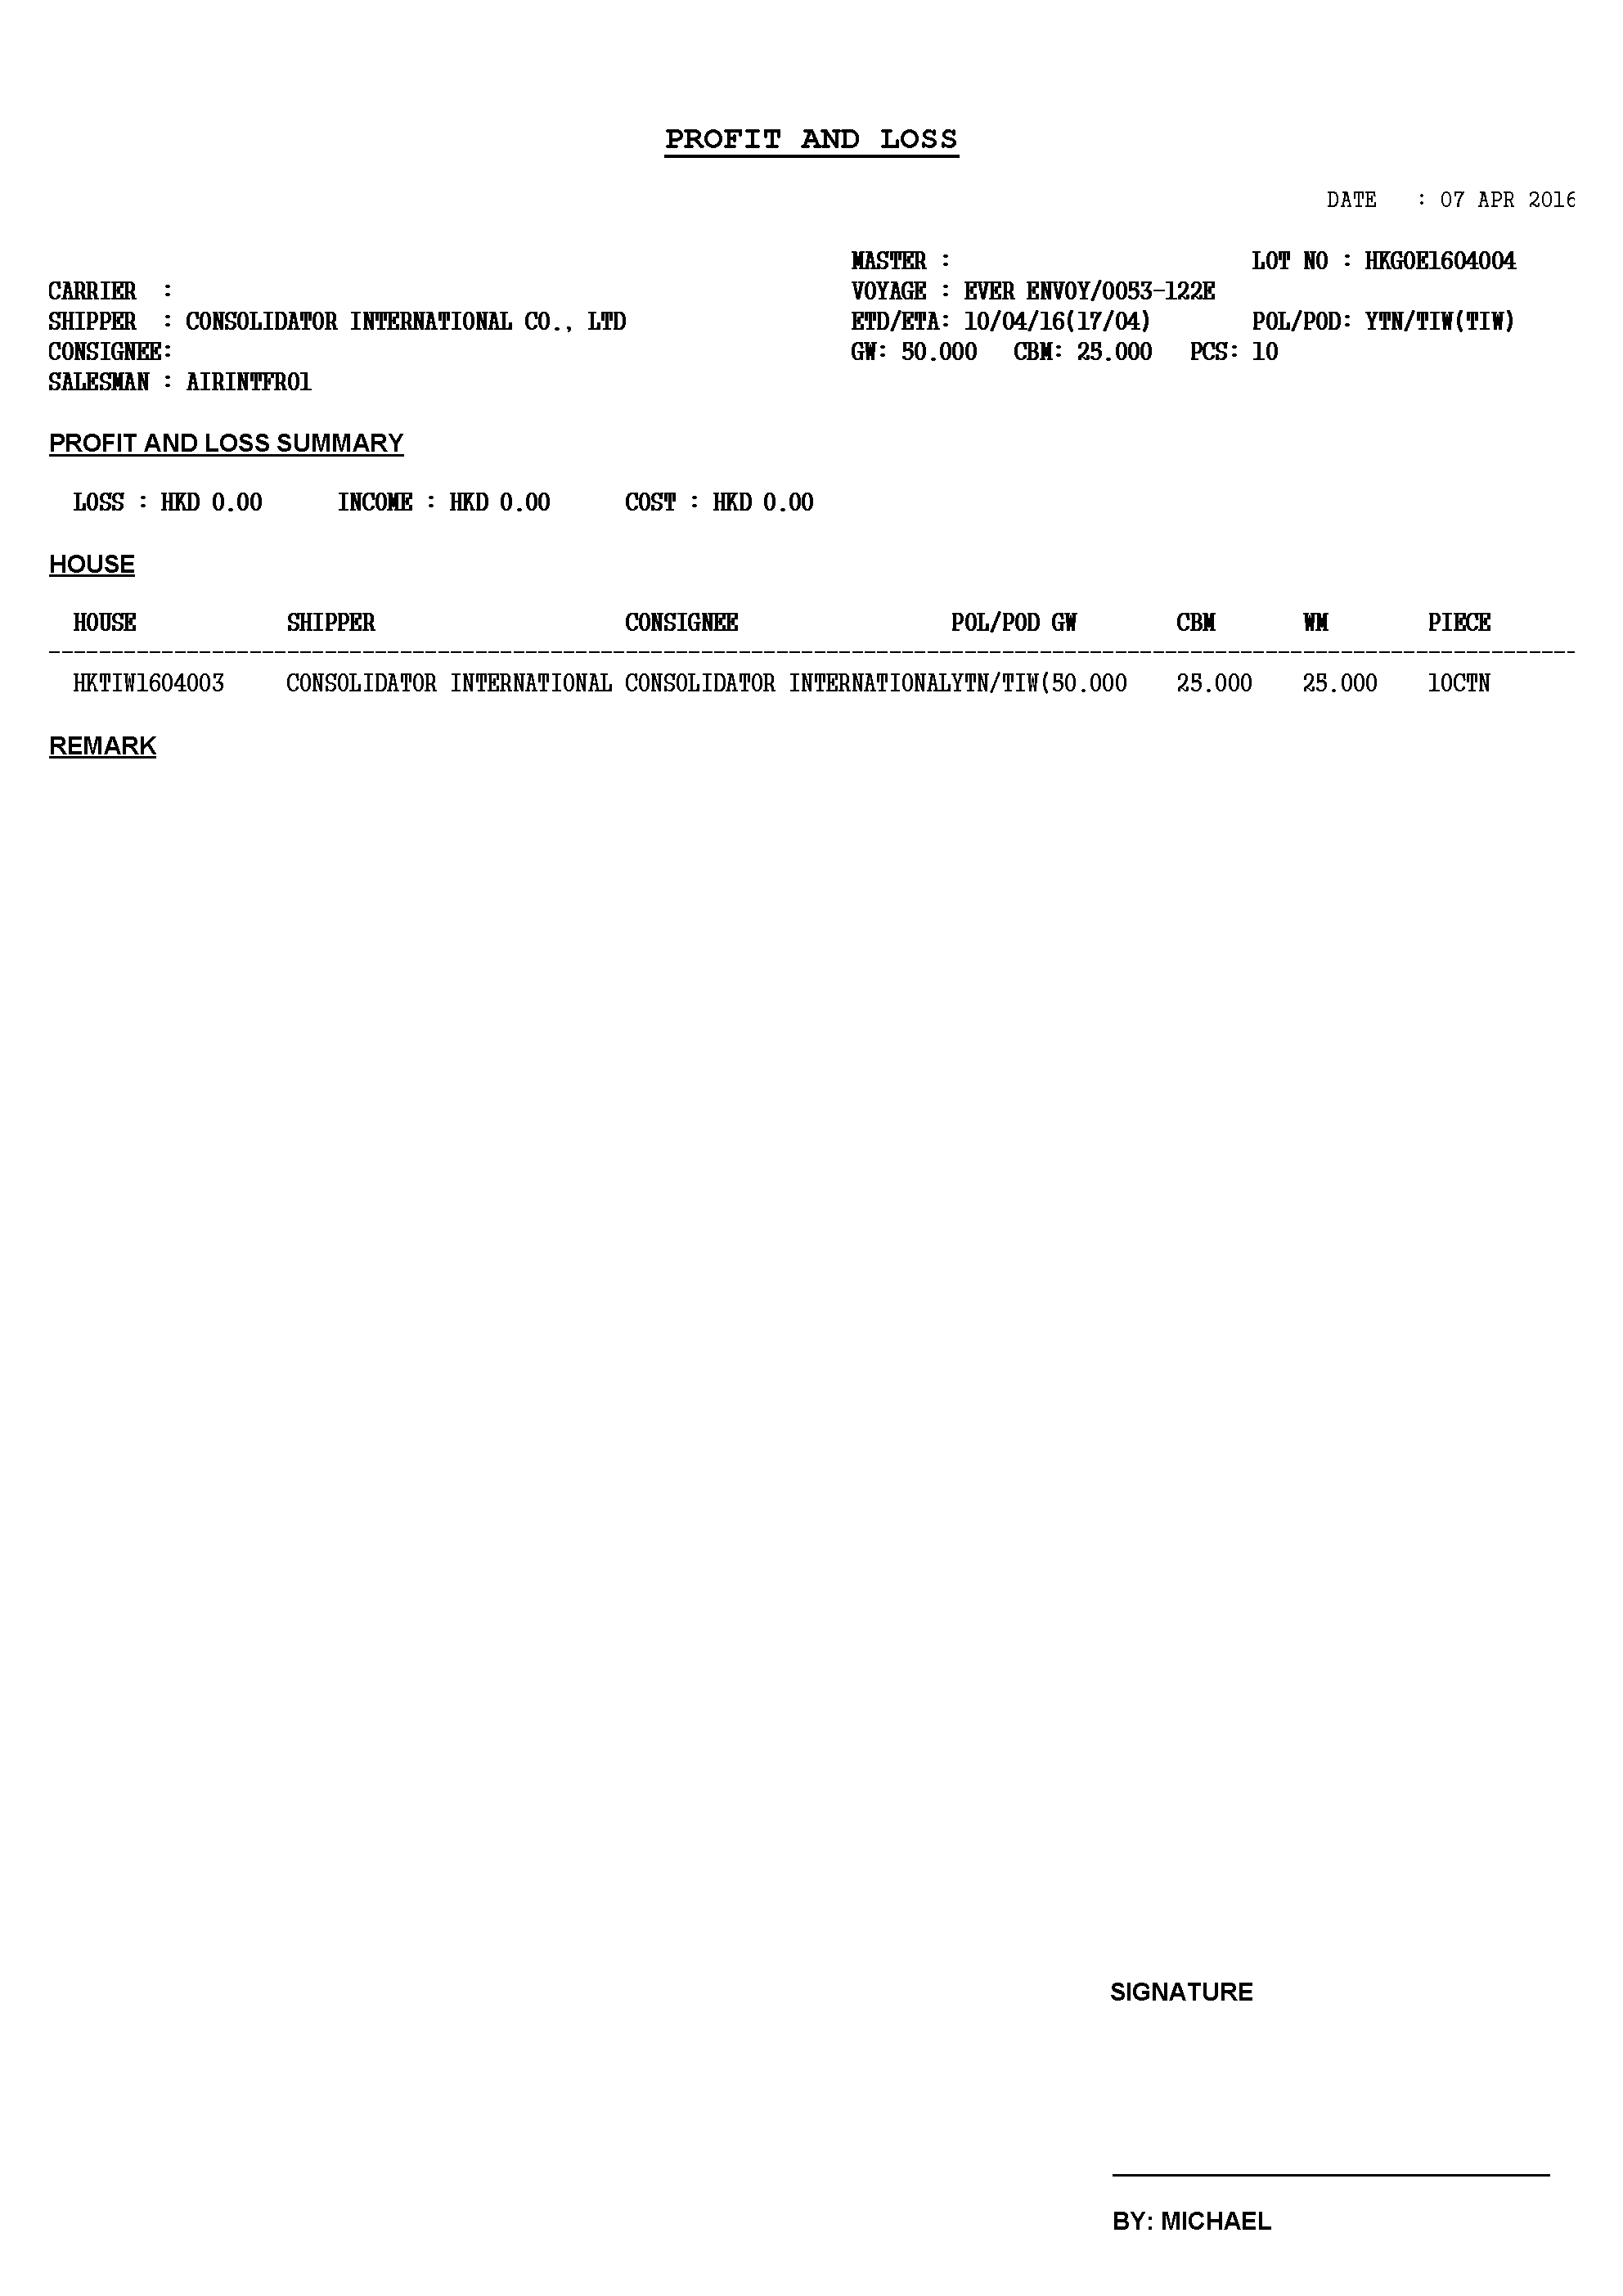 PROFIT AND LOSS
DATE : 07 APR 2016
MASTER : LOT NO : HKGOE1604004
CARRIER : VOYAGE : EVER ENVOY/0053-122E
SHIPPER : CONSOLIDATOR INTERNATIONAL CO., LTD ETD/ETA: 10/04/16(17/04) POL/POD: YTN/TIW(TIW)
CONSIGNEE: GW: 50.000 CBM: 25.000 PCS: 10
SALESMAN : AIRINTFR01
PROFIT AND LOSS SUMMARY
LOSS : HKD 0.00 INCOME : HKD 0.00 COST : HKD 0.00
HOUSE
HOUSE SHIPPER CONSIGNEE POL/POD GW CBM WM PIECE
HKTIW1604003 CONSOLIDATOR INTERNATIONAL CONSOLIDATOR INTERNATIONALYTN/TIW(50.000 25.000 25.000 10CTN
REMARK
SIGNATURE
BY: MICHAEL